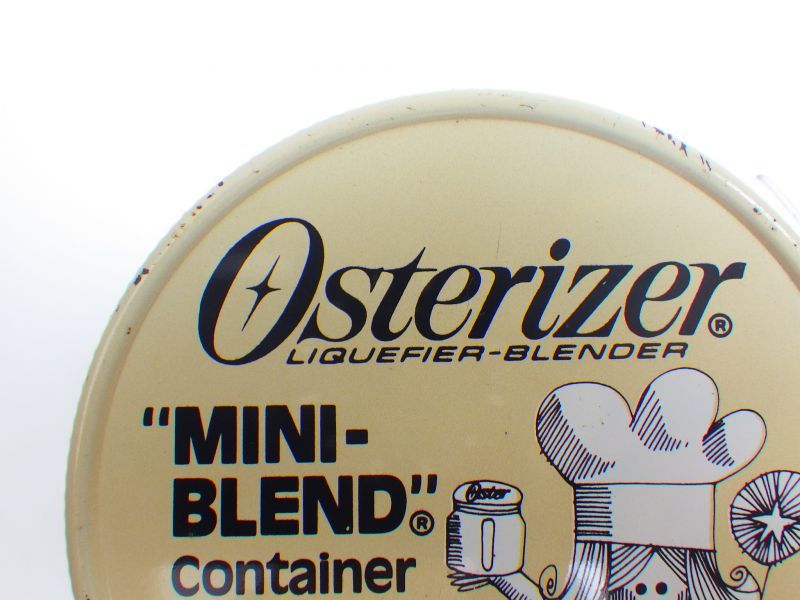 Osterizer®
LIQUEFIER-BLENDER
"MINI-
BLEND"®
Container
Oster